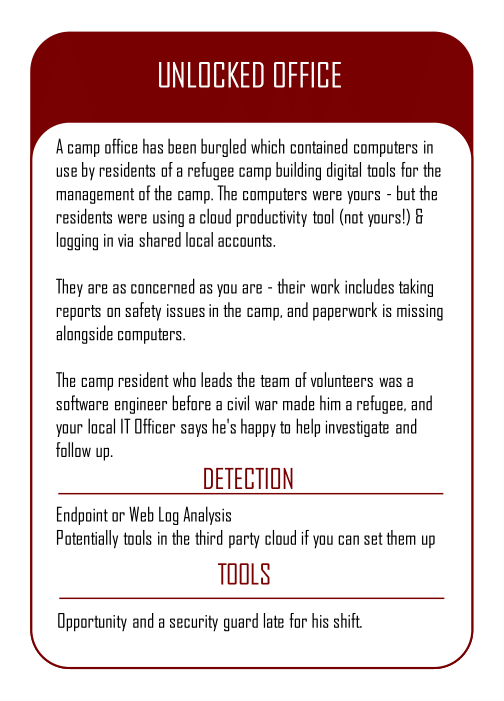 UNLOCKED OFFICE
A camp office has been burgled which contained computers in
use by residents of a refugee camp building digital tools for the
management of the camp. The computers were yours - but the
residents were using a cloud productivity tool (not yours!) &
logging in via shared local accounts.
They are as concerned as you are - their work includes taking
reports on safety issues in the camp, and paperwork is missing
alongside computers.
The camp resident who leads the team of volunteers was a
software engineer before a civil war made him a refugee, and
your local IT Officer says he's happy to help investigate and
follow up.
DETECTION
Endpoint or Web Log Analysis
Potentially tools in the third party cloud if you can set them up
TOOLS
Opportunity and a security guard late for his shift.